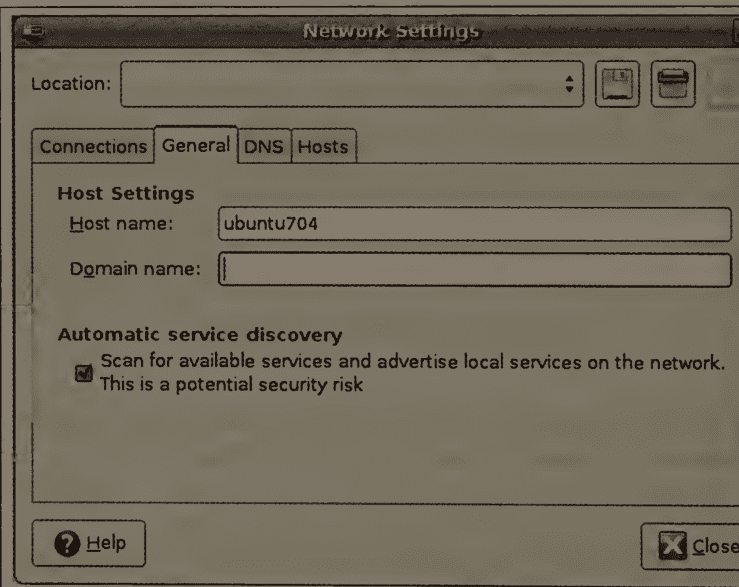 Network Settings
Location:
Connections General DNS Hosts
Host Settings
Host name: ubuntu704
Domain name:
Automatic service discovery
Scan for available services and advertise local services on the network.
This is a potential security risk
Help Close